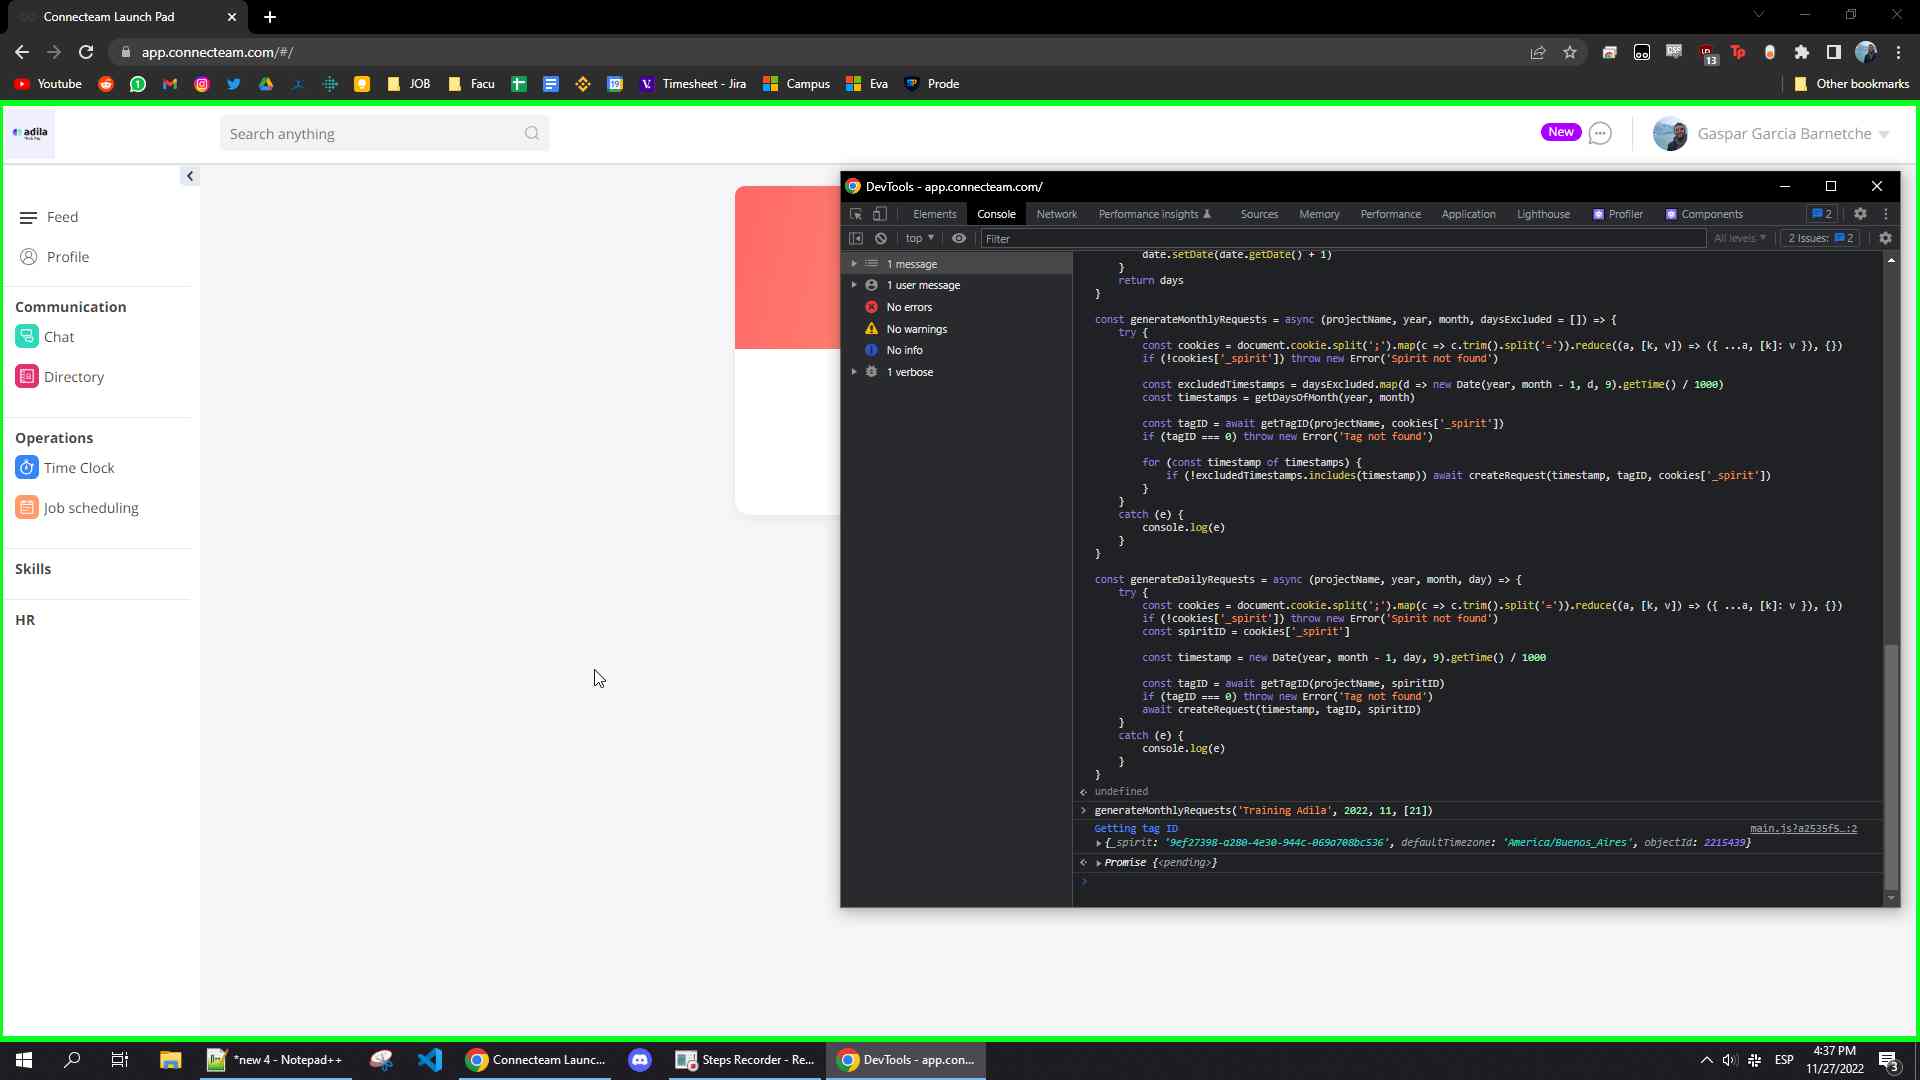 Connecteam Launch Pad
app.connecteam.com/#/
13
Youtube
1
JOB
Facu
19
Timesheet - Jira
Campus
Eva
Prode
Other bookmarks
adila
Search anything
New
Gaspar Garcia Barnetche
Feed
Profile
Communication
Chat
Directory
Operations
Time Clock
Job scheduling
Skills
HR
DevTools - app.connecteam.com/
Elements
Console
Network
Performance insights
Sources
Memory
Performance
Application
Lighthouse
Profiler
Components
2
top
Filter
All levels
2 Issues: 2
1 message
1 user message
No errors
No warnings
No info
1 verbose
date.setDate(date.getDate() + 1)
}
return days
}
const generateMonthlyRequests = async (projectName, year, month, daysExcluded = []) => {
try {
const cookies = document.cookie.split(';').map(c => c.trim().split('=')).reduce((a, [k, v]) => ({ ...a, [k]: v }), {})
if (!cookies['_spirit']) throw new Error('Spirit not found')
const excludedTimestamps = daysExcluded.map(d => new Date(year, month - 1, d, 9).getTime() / 1000)
const timestamps = getDaysOfMonth(year, month)
const tagID = await getTagID(projectName, cookies['_spirit'])
if (tagID === 0) throw new Error('Tag not found')
for (const timestamp of timestamps) {
if (!excludedTimestamps.includes(timestamp)) await createRequest(timestamp, tagID, cookies['_spirit'])
}
}
catch (e) {
console.log(e)
}
}
const generateDailyRequests = async (projectName, year, month, day) => {
try {
const cookies = document.cookie.split(';').map(c => c.trim().split('=')).reduce((a, [k, v]) => ({ ...a, [k]: v }), {})
if (!cookies['_spirit']) throw new Error('Spirit not found')
const spiritID = cookies['_spirit']
const timestamp = new Date(year, month - 1, day, 9).getTime() / 1000
const tagID = await getTagID(projectName, spiritID)
if (tagID === 0) throw new Error('Tag not found')
await createRequest(timestamp, tagID, spiritID)
}
catch (e) {
console.log(e)
}
}
undefined
generateMonthlyRequests('Training Adila', 2022, 11, [21])
Getting tag ID
main.js?a2535f5…:2
{_spirit: '9ef27398-a280-4e30-944c-069a708bc536', defaultTimezone: 'America/Buenos_Aires', objectId: 2215439}
Promise {<pending>}
*new 4 - Notepad++
Connecteam Launc...
Steps Recorder - Re...
DevTools - app.con...
ESP
4:37 PM
11/27/2022
3